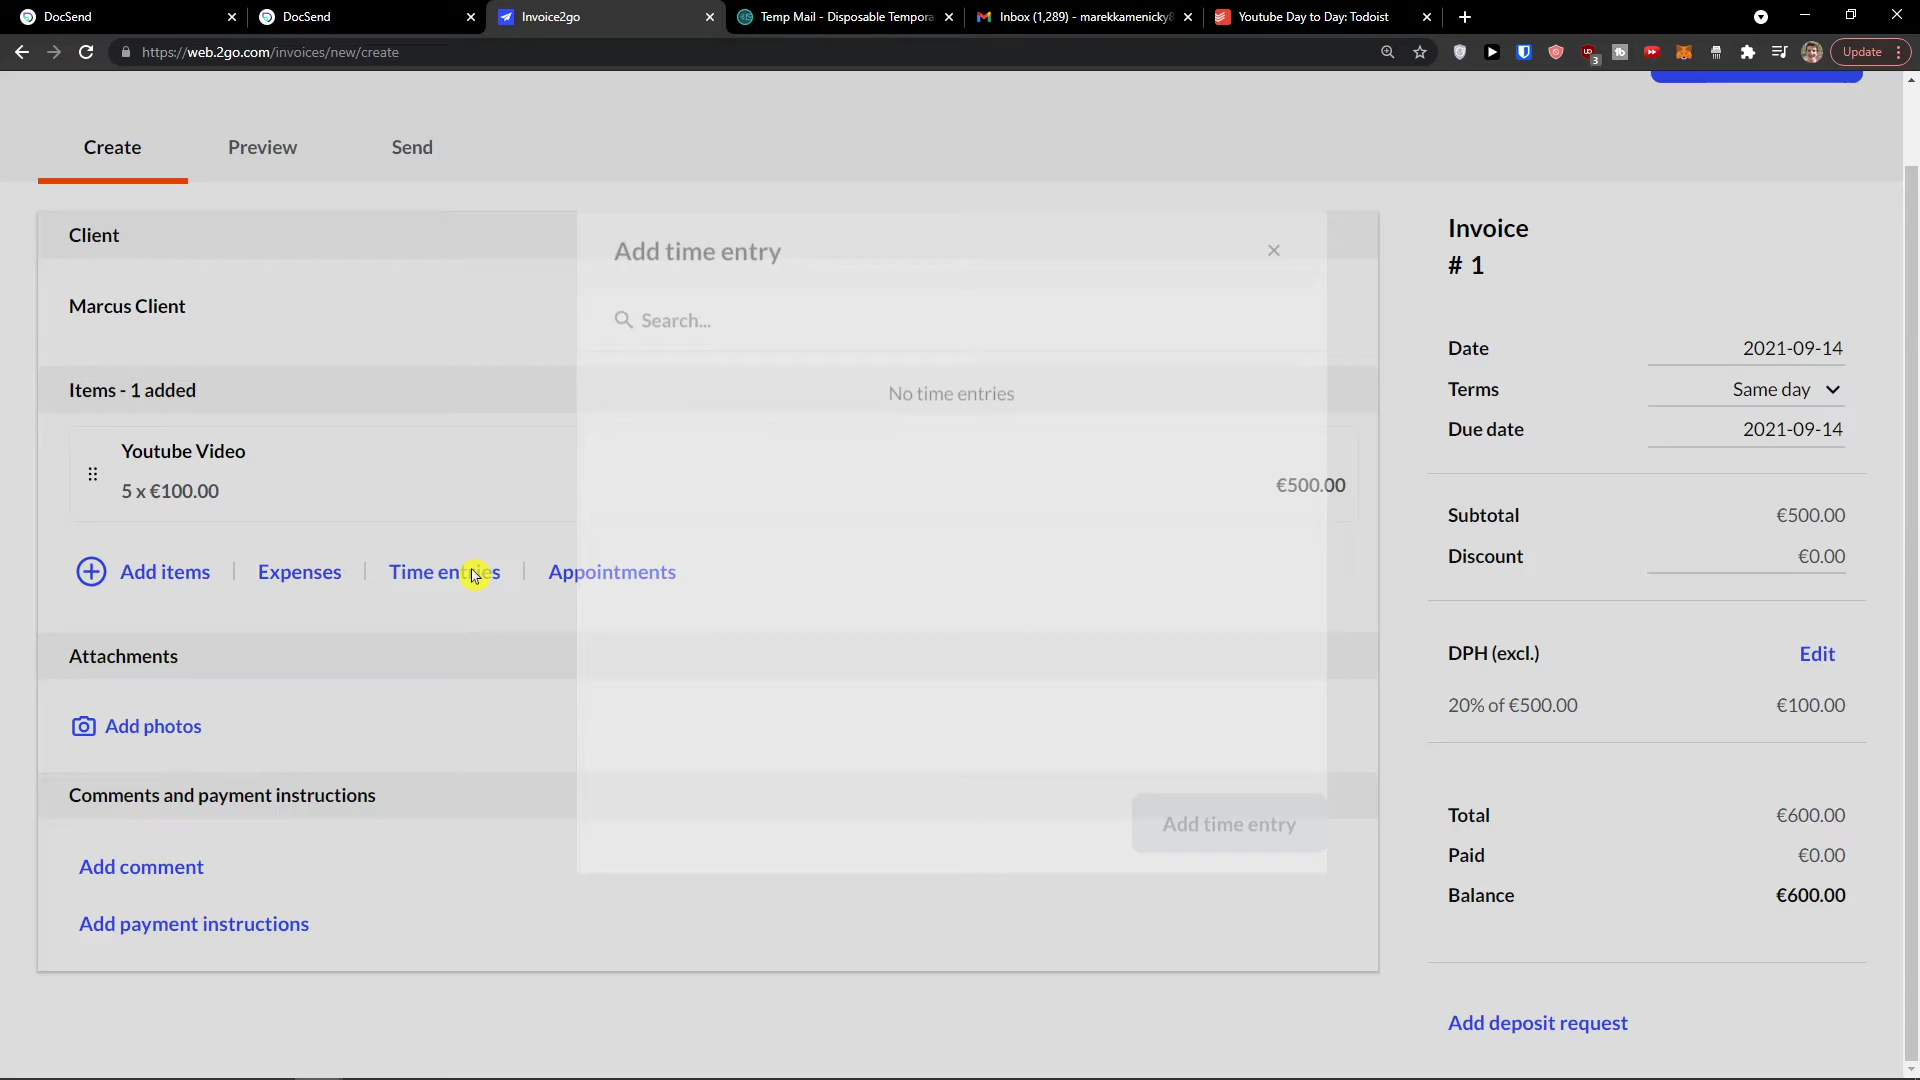 DocSend
DocSend
Invoice2go
Temp Mail - Disposable Tempora
Inbox (1,289) - marekkamenicky8
Youtube Day to Day: Todoist
https://web.2go.com/invoices/new/create
3
Update
Create
Preview
Send
Client
Marcus Client
Items - 1 added
Youtube Video
5 x €100.00
€500.00
Add items
Expenses
Time entries
Appointments
Attachments
Add photos
Comments and payment instructions
Add comment
Add payment instructions
Add time entry
Search...
No time entries
Add time entry
Invoice
# 1
Date 2021-09-14
Terms Same day
Due date 2021-09-14
Subtotal €500.00
Discount €0.00
DPH (excl.) Edit
20% of €500.00 €100.00
Total €600.00
Paid €0.00
Balance €600.00
Add deposit request